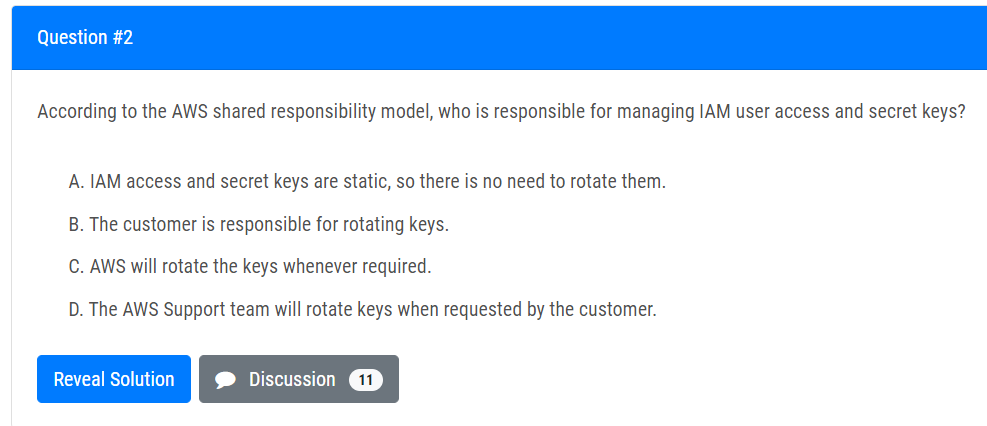 Question #2
According to the AWS shared responsibility model, who is responsible for managing IAM user access and secret keys?
A. IAM access and secret keys are static, so there is no need to rotate them.
B. The customer is responsible for rotating keys.
C. AWS will rotate the keys whenever required.
D. The AWS Support team will rotate keys when requested by the customer.
Reveal Solution Discussion 11